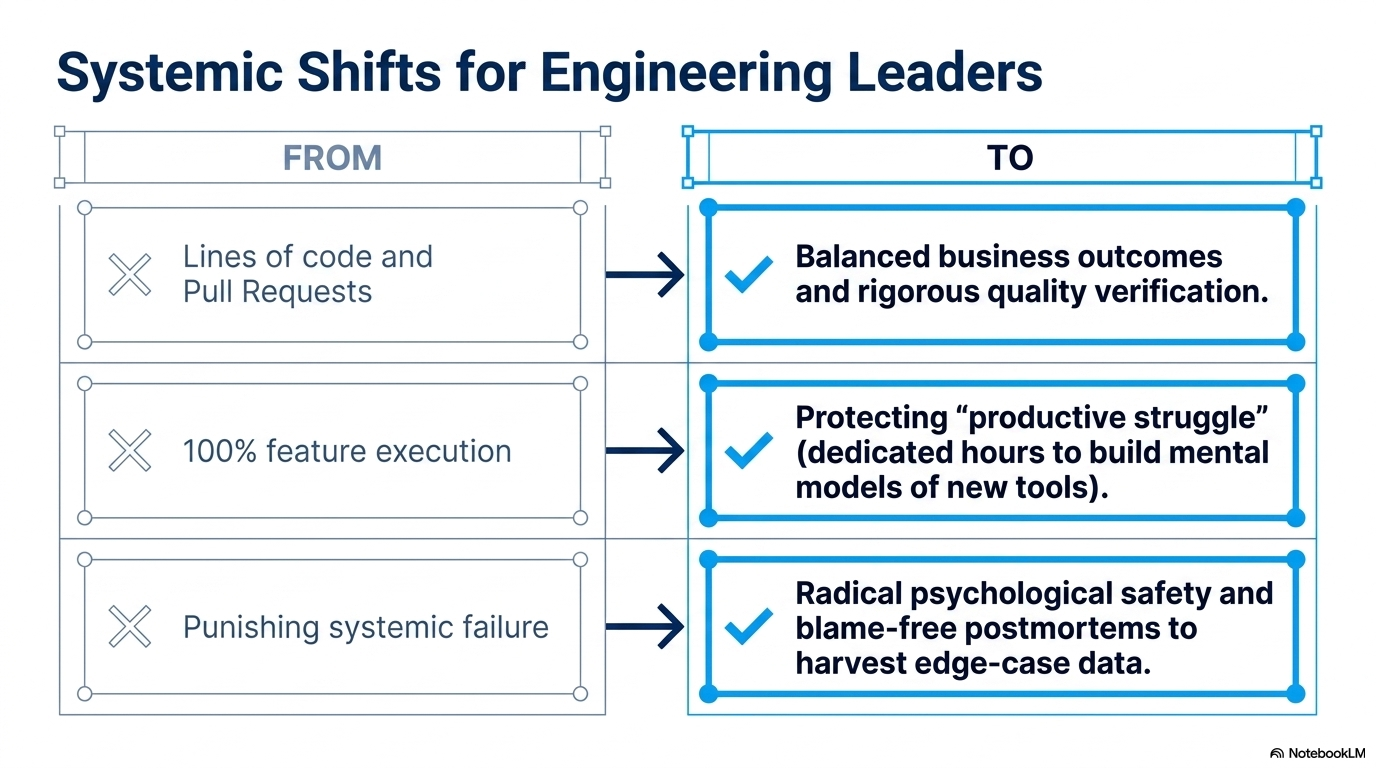 Systemic Shifts for Engineering Leaders
FROM
TO
Lines of code and
Pull Requests
Balanced business outcomes
and rigorous quality verification.
100% feature execution
Protecting “productive struggle”
(dedicated hours to build mental
models of new tools).
Punishing systemic failure
Radical psychological safety and
blame-free postmortems to
harvest edge-case data.
NotebookLM